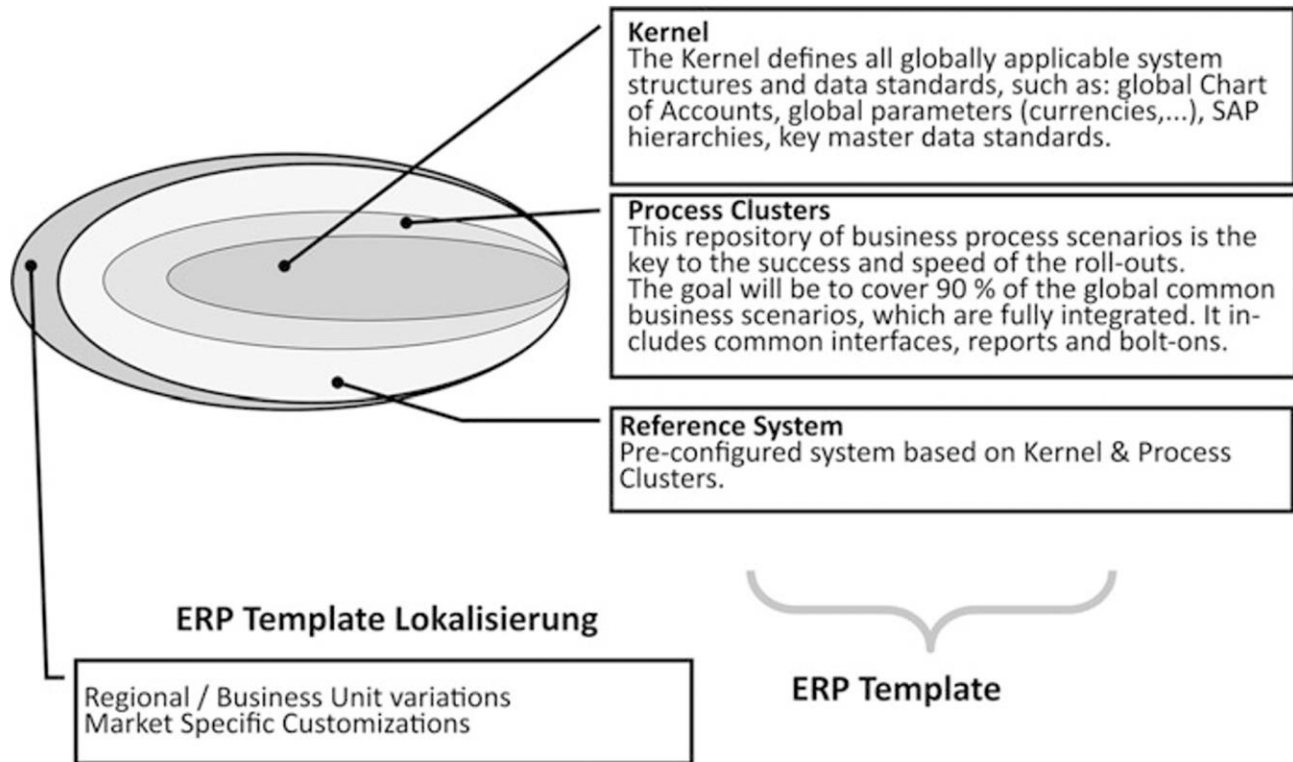 Kernel
The Kernel defines all globally applicable system
structures and data standards, such as: global Chart
of Accounts, global parameters (currencies,...), SAP
hierarchies, key master data standards.
Process Clusters
This repository of business process scenarios is the
key to the success and speed of the roll-outs.
The goal will be to cover 90 % of the global common
business scenarios, which are fully integrated. It in-
cludes common interfaces, reports and bolt-ons.
Reference System
Pre-configured system based on Kernel & Process
Clusters.
ERP Template Lokalisierung
Regional / Business Unit variations
Market Specific Customizations
ERP Template